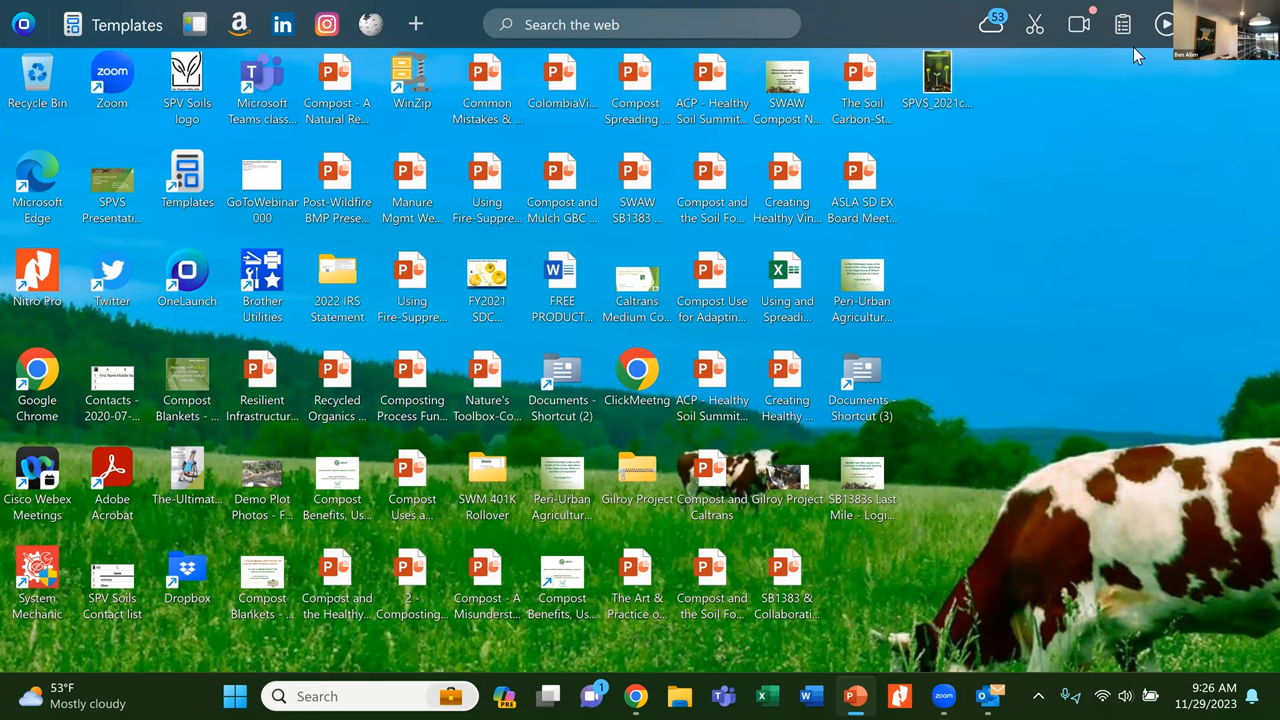 Templates
Search the web
53
Ben Allen
Recycle Bin
Zoom
SPV Soils
logo
Microsoft
Teams class...
Compost - A
Natural Re...
WinZip
Common
Mistakes & ...
ColombiaVi...
Compost
Spreading ...
ACP - Healthy
Soil Summit...
SWAW
Compost N...
The Soil
Carbon-St...
SPVS_2021c...
Microsoft
Edge
SPVS
Presentati...
Templates
GoToWebinar
000
Post-Wildfire
BMP Prese...
Manure
Mgmt We...
Using
Fire-Suppre...
Compost and
Mulch GBC ...
SWAW
SB1383 ...
Compost and
the Soil Fo...
Creating
Healthy Vin...
ASLA SD EX
Board Meet...
Nitro Pro
Twitter
OneLaunch
Brother
Utilities
2022 IRS
Statement
Using
Fire-Suppre...
FY2021
SDC...
FREE
PRODUCT...
Caltrans
Medium Co...
Compost Use
for Adaptin...
Using and
Spreadi...
Peri-Urban
Agricultur...
Google
Chrome
Contacts -
2020-07-...
Compost
Blankets - ...
Resilient
Infrastructur...
Recycled
Organics ...
Composting
Process Fun...
Nature's
Toolbox-Co...
Documents -
Shortcut (2)
ClickMeetng
ACP - Healthy
Soil Summit...
Creating
Healthy ...
Documents -
Shortcut (3)
Cisco Webex
Meetings
Adobe
Acrobat
The-Ultimat...
Demo Plot
Photos - F...
Compost
Benefits, Us...
Compost
Uses a...
SWM 401K
Rollover
Peri-Urban
Agricultur...
Gilroy Project
Compost and
Caltrans
Gilroy Project
SB1383s Last
Mile - Logi...
System
Mechanic
SPV Soils
Contact list
Dropbox
Compost
Blankets - ...
Compost and
the Healthy...
2 -
Composting...
Compost - A
Misunderst...
Compost
Benefits, Us...
The Art &
Practice o...
Compost and
the Soil Fo...
SB1383 &
Collaborati...
53°F
Mostly cloudy
Search
PRE
1
zoom
9:26 AM
11/29/2023